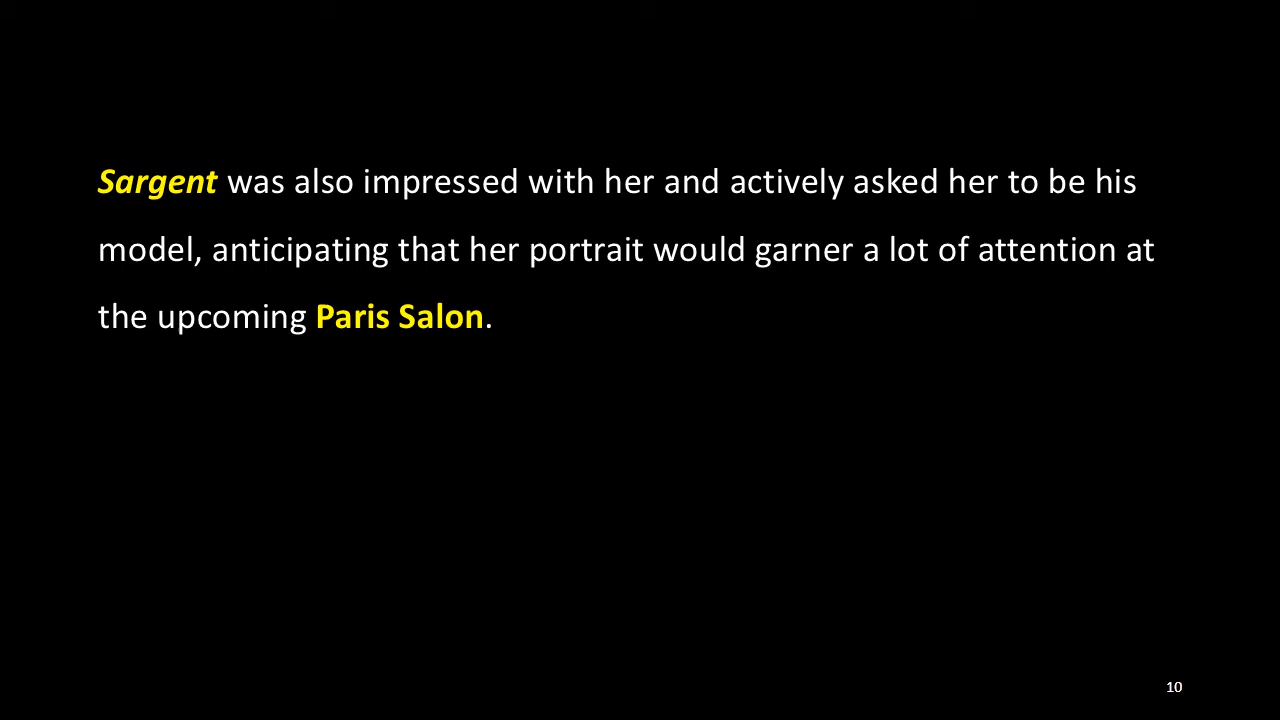 Sargent was also impressed with her and actively asked her to be his
model, anticipating that her portrait would garner a lot of attention at
the upcoming Paris Salon.
10